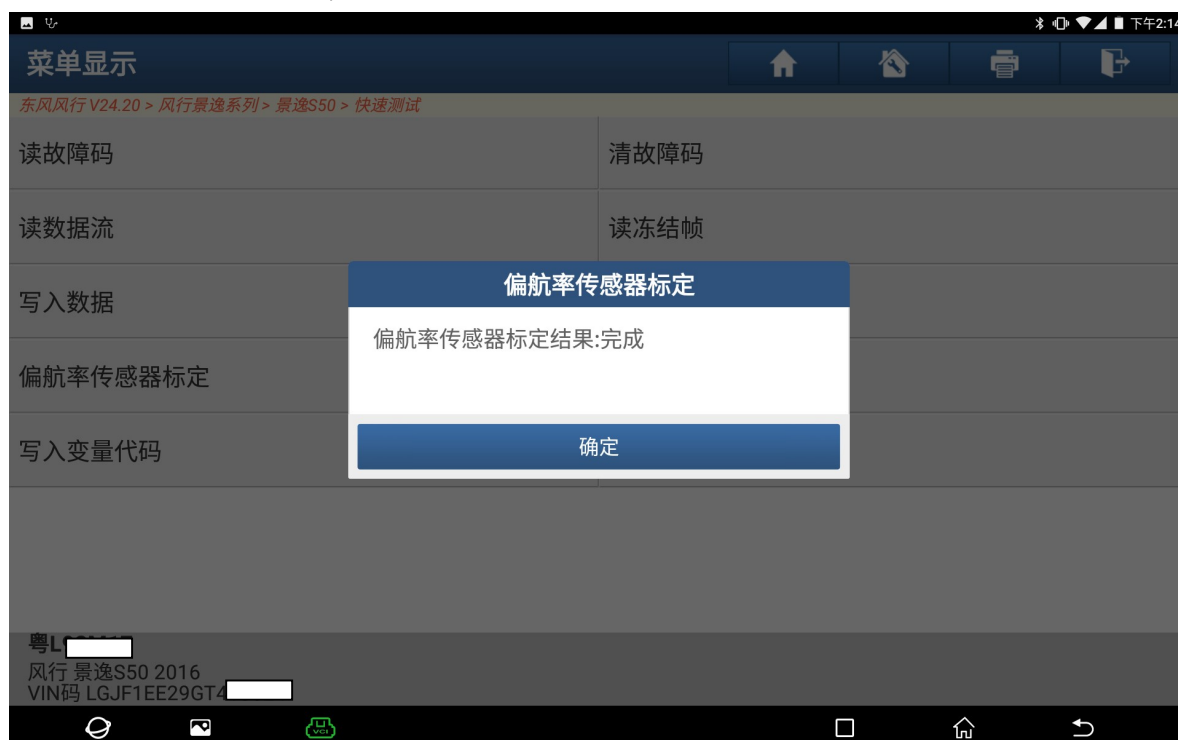 下午2:14
菜单显示
东风风行 V24.20 > 风行景逸系列 > 景逸S50 > 快速测试
读故障码
清故障码
读数据流
读冻结帧
写入数据
偏航率传感器标定
偏航率传感器标定结果:完成
偏航率传感器标定
确定
写入变量代码
粤L
风行 景逸S50 2016
VIN码 LGJF1EE29GT4
VCI